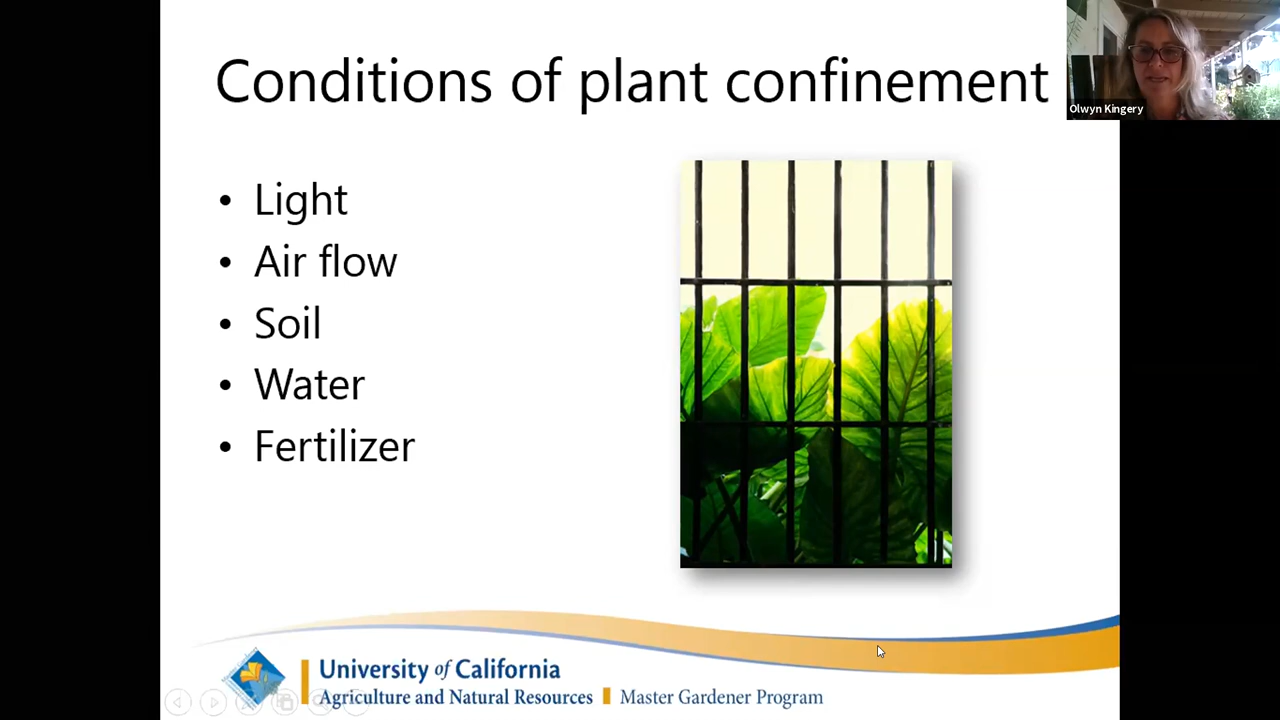 Conditions of plant confinement
Olwyn Kingery
• Light
• Air flow
• Soil
• Water
• Fertilizer
University of California
Agriculture and Natural Resources
Master Gardener Program